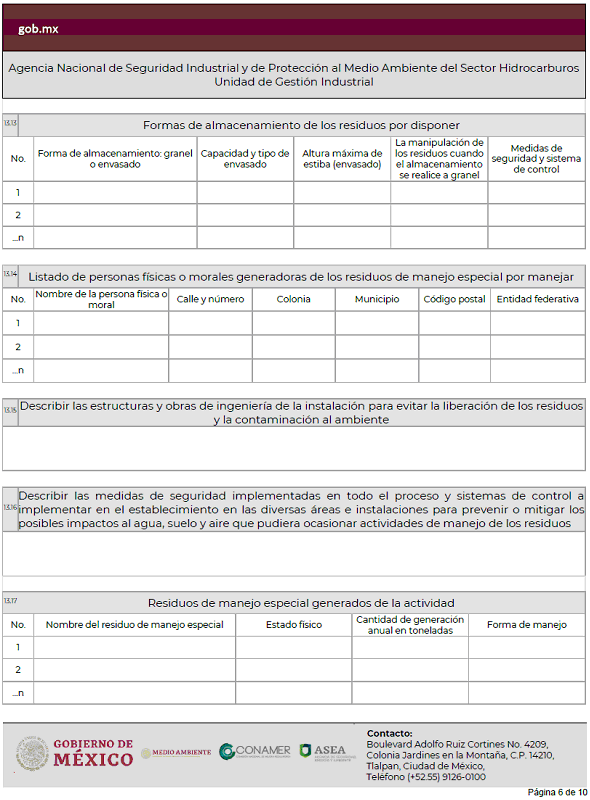 gob.mx
Agencia Nacional de Seguridad Industrial y de Protección al Medio Ambiente del Sector Hidrocarburos
Unidad de Gestión Industrial
13.13 Formas de almacenamiento de los residuos por disponer
No.
Forma de almacenamiento: granel
o envasado
Capacidad y tipo de
envasado
Altura máxima de
estiba (envasado)
La manipulación de
los residuos cuando
el almacenamiento
se realice a granel
Medidas de
seguridad y sistema
de control
1
2
...n
13.14 Listado de personas físicas o morales generadoras de los residuos de manejo especial por manejar
No.
Nombre de la persona física o
moral
Calle y número
Colonia
Municipio
Código postal
Entidad federativa
1
2
...n
13.15 Describir las estructuras y obras de ingeniería de la instalación para evitar la liberación de los residuos
y la contaminación al ambiente
Describir las medidas de seguridad implementadas en todo el proceso y sistemas de control a
13.16 implementar en el establecimiento en las diversas áreas e instalaciones para prevenir o mitigar los
posibles impactos al agua, suelo y aire que pudiera ocasionar actividades de manejo de los residuos
13.17 Residuos de manejo especial generados de la actividad
No.
Nombre del residuo de manejo especial
Estado físico
Cantidad de generación
anual en toneladas
Forma de manejo
1
2
...n
GOBIERNO DE
MÉXICO
MEDIO AMBIENTE
CONAMER
ASEA
Contacto:
Boulevard Adolfo Ruiz Cortines No. 4209,
Colonia Jardines en la Montaña, C.P. 14210,
Tlalpan, Ciudad de México,
Teléfono (+52.55) 9126-0100
Página 6 de 10